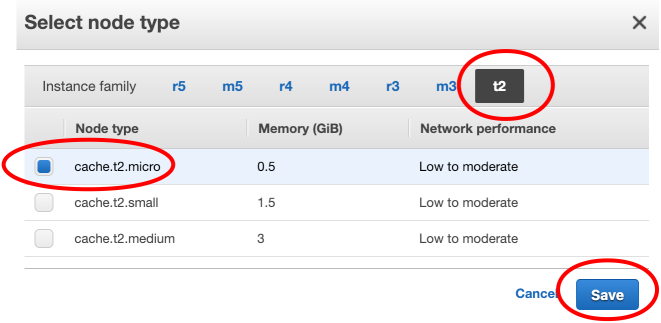 Select node type
Instance family r5 m5 r4 m4 r3 m3 t2
Node type Memory (GiB) Network performance
cache.t2.micro 0.5 Low to moderate
cache.t2.small 1.5 Low to moderate
cache.t2.medium 3 Low to moderate
Cancel Save